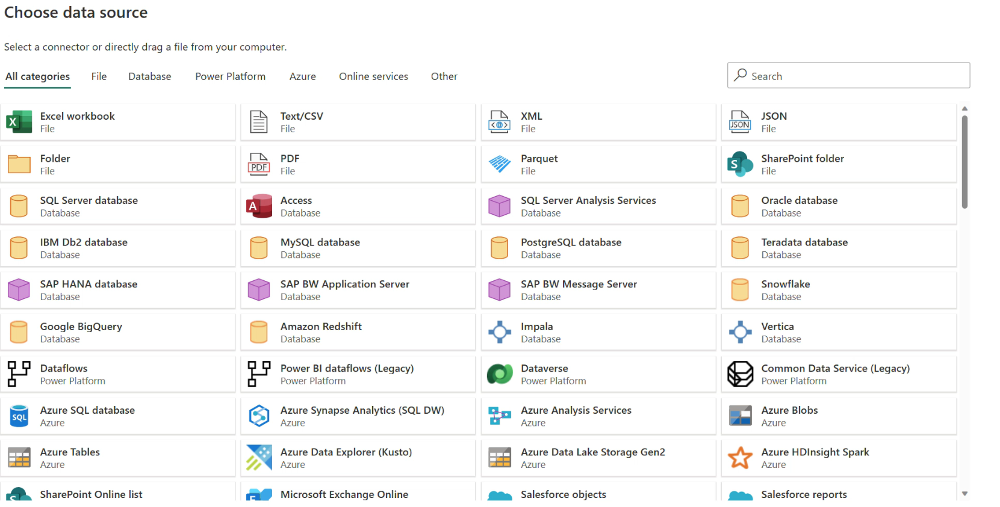 Choose data source
Select a connector or directly drag a file from your computer.
All categories File Database Power Platform Azure Online services Other Search
Excel workbook
File
Text/CSV
File
XML
File
JSON
JSON
File
Folder
File
PDF
PDF
File
Parquet
File
S
SharePoint folder
File
SQL Server database
Database
A
Access
Database
SQL Server Analysis Services
Database
Oracle database
Database
IBM Db2 database
Database
MySQL database
Database
PostgreSQL database
Database
Teradata database
Database
SAP HANA database
Database
SAP BW Application Server
Database
SAP BW Message Server
Database
Snowflake
Database
Google BigQuery
Database
Amazon Redshift
Database
Impala
Database
Vertica
Database
Dataflows
Power Platform
Power BI dataflows (Legacy)
Power Platform
Dataverse
Power Platform
Common Data Service (Legacy)
Power Platform
SQL
Azure SQL database
Azure
Azure Synapse Analytics (SQL DW)
Azure
Azure Analysis Services
Azure
Azure Blobs
Azure
Azure Tables
Azure
Azure Data Explorer (Kusto)
Azure
Azure Data Lake Storage Gen2
Azure
Azure HDInsight Spark
Azure
SharePoint Online list
Microsoft Exchange Online
Salesforce objects
Salesforce reports